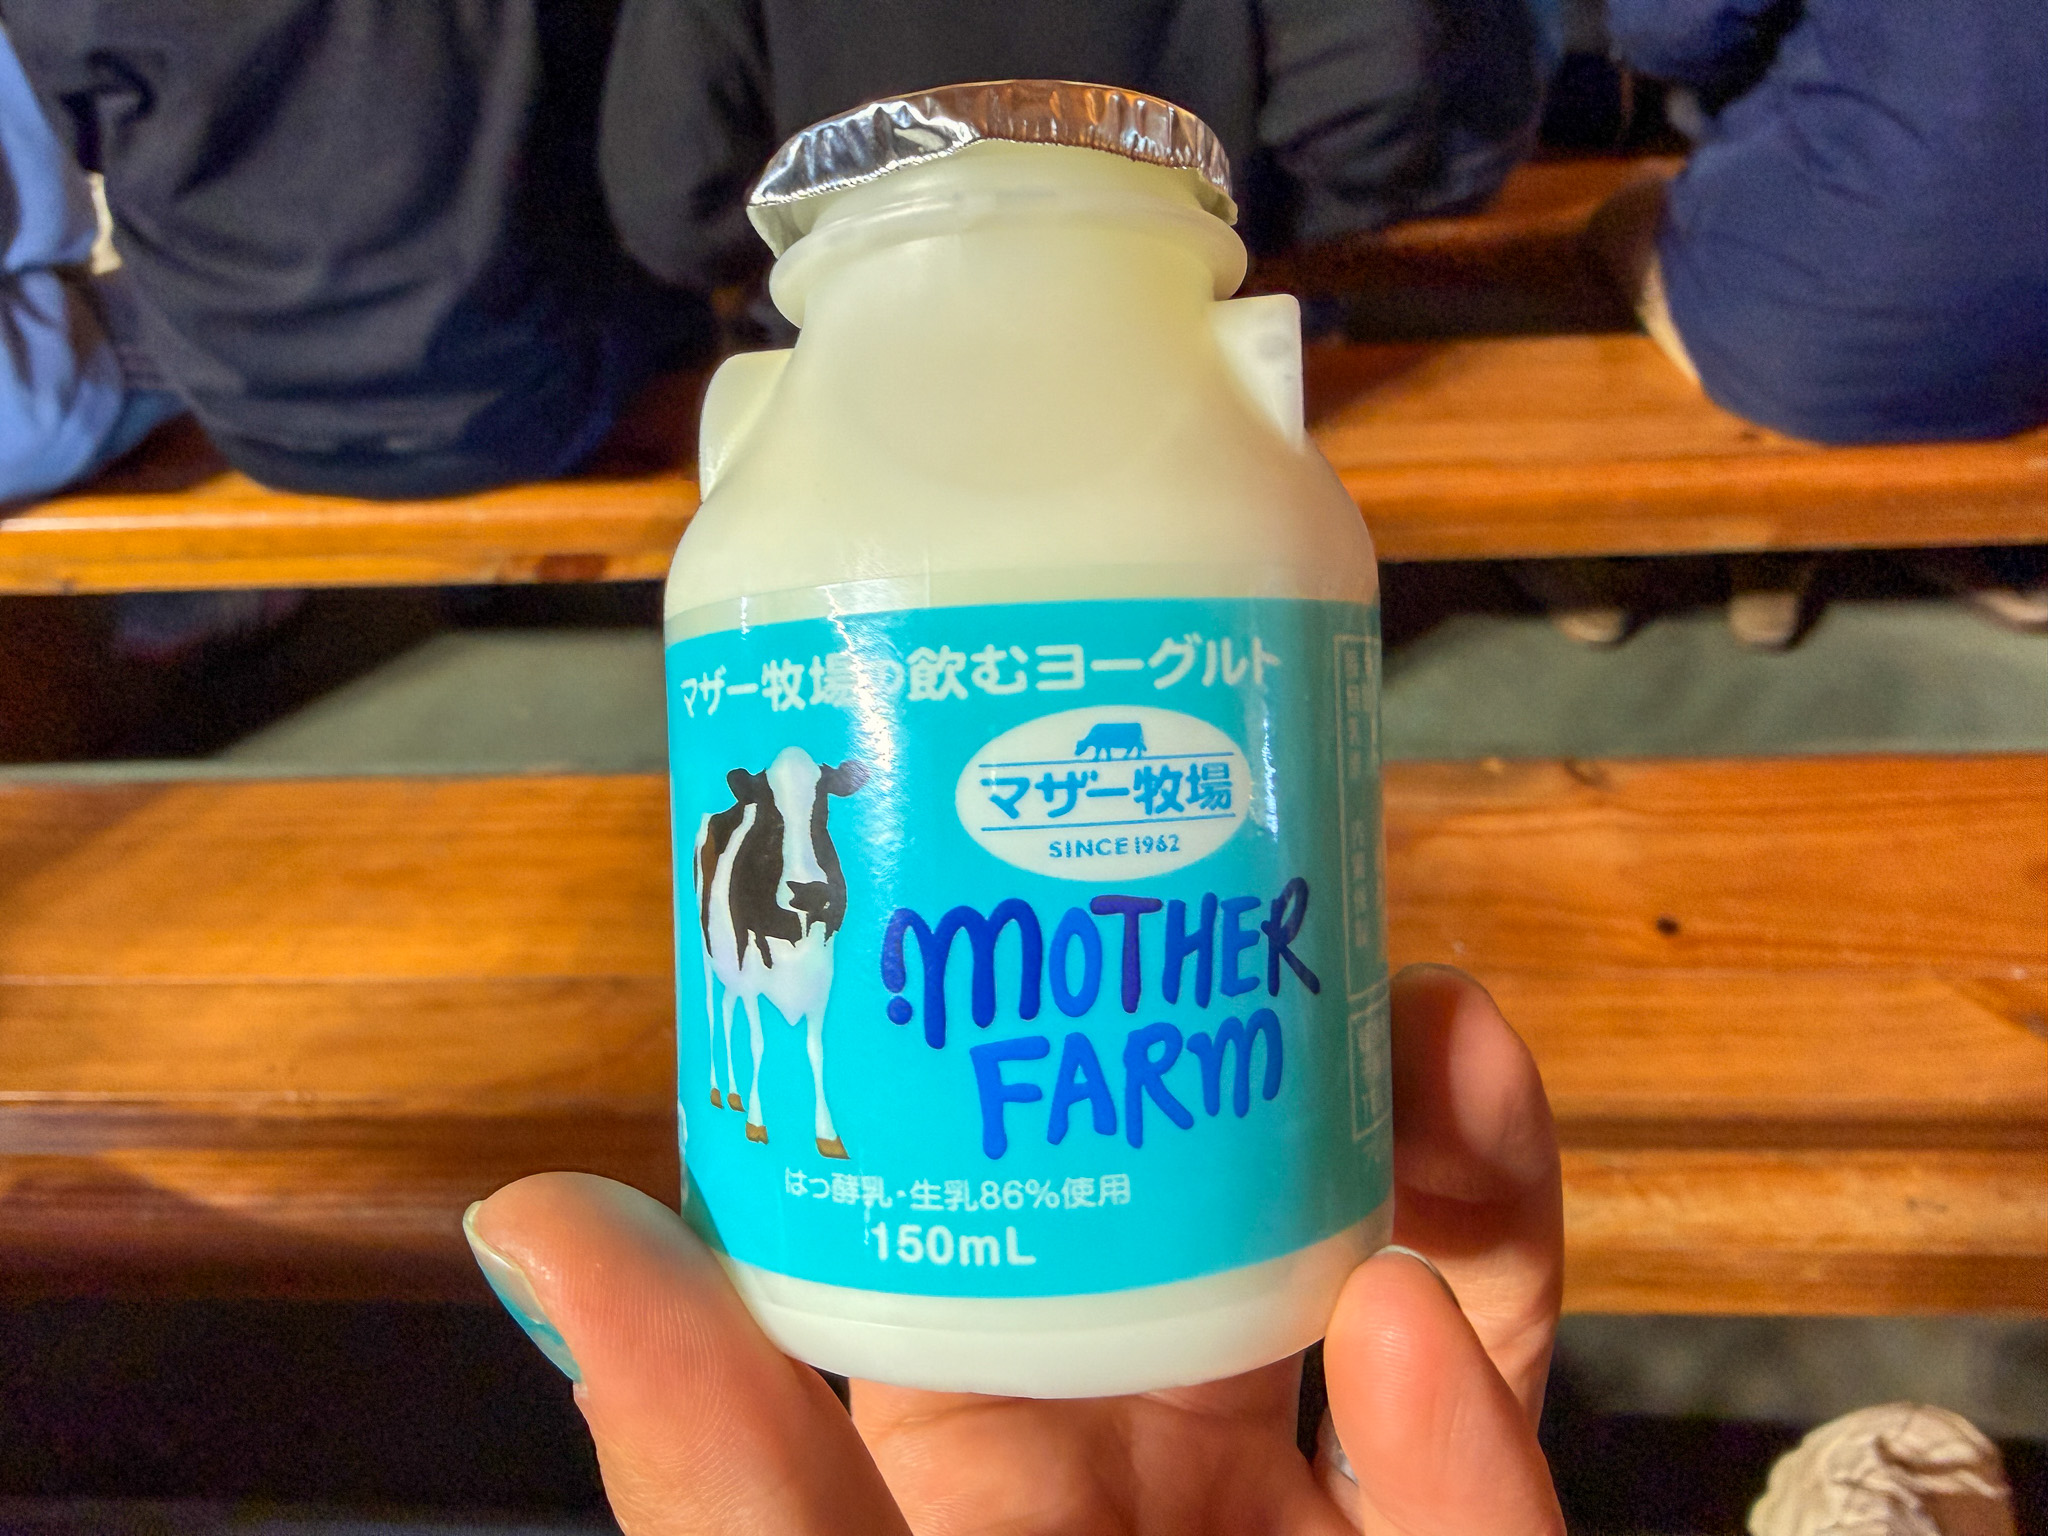 マザー牧場の飲むヨーグルト
マザー牧場
SINCE 1962
MOTHER
FARM
はっ酵乳・生乳86%使用
150mL